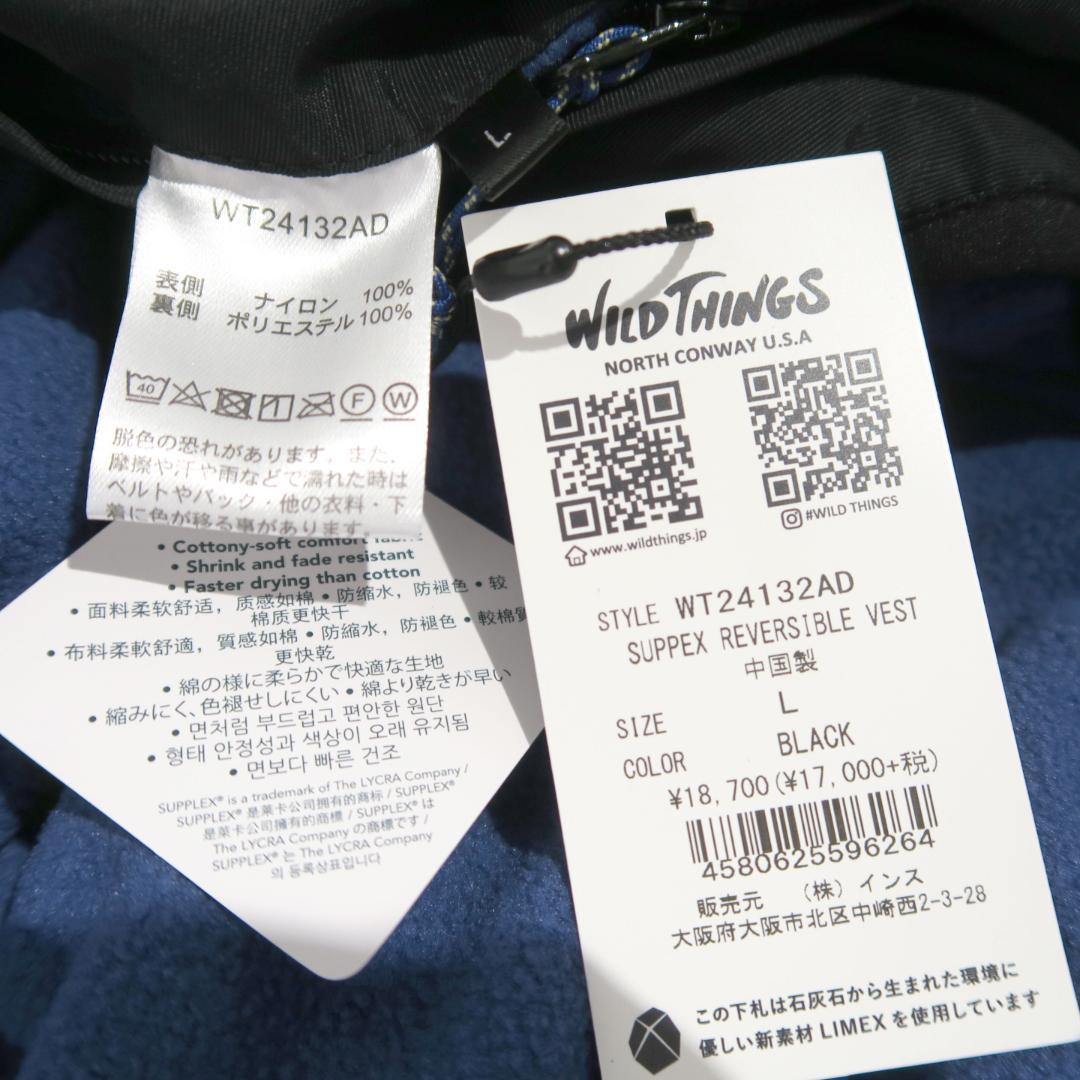 L
WT24132AD
表側 ナイロン 100%
裏側 ポリエステル 100%
40 F W
脱色の恐れがあります。また、
摩擦や汗や雨などで濡れた時は
ベルトやバック・他の衣料・下
着に色が移る事があります。
• Cottony-soft comfort fabric
• Shrink and fade resistant
• Faster drying than cotton
• 面料柔软舒适，质感如棉 • 防缩水，防褪色 • 较
棉质更快干
• 布料柔軟舒適，質感如棉 • 防縮水，防褪色 • 較棉質
更快乾
• 綿の様に柔らかで快適な生地
• 縮みにく、色褪せしにくい • 綿より乾きが早い
• 면처럼 부드럽고 편안한 원단
• 형태 안정성과 색상이 오래 유지됨
• 면보다 빠른 건조
SUPPLEX® is a trademark of The LYCRA Company /
SUPPLEX® 是莱卡公司拥有的商标 / SUPPLEX®
是萊卡公司擁有的商標 / SUPPLEX® は
The LYCRA Company の商標です /
SUPPLEX® 는 The LYCRA Company
의 등록상표입니다
WILD THINGS
NORTH CONWAY U.S.A
www.wildthings.jp
#WILD THINGS
STYLE WT24132AD
SUPPEX REVERSIBLE VEST
中国製
SIZE L
COLOR BLACK
¥18,700(¥17,000+税)
4580625596264
販売元 （株）インス
大阪府大阪市北区中崎西2-3-28
この下札は石灰石から生まれた環境に
優しい新素材 LIMEX を使用しています